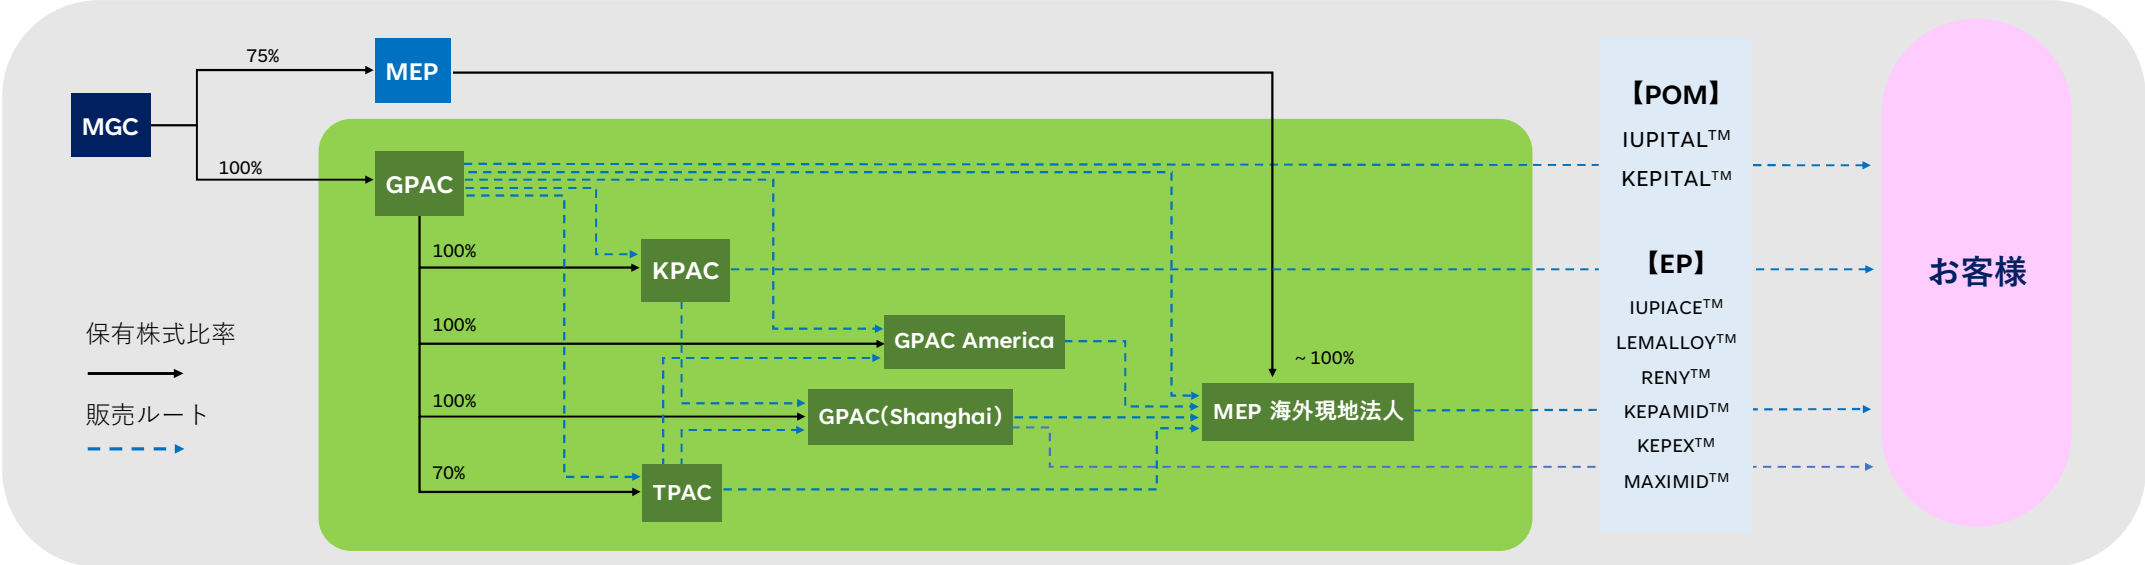 75%
MEP
MGC
100%
GPAC
100%
KPAC
100%
GPAC America
~100%
100%
GPAC(Shanghai)
MEP 海外現地法人
70%
TPAC
保有株式比率
販売ルート
【POM】
IUPITAL™
KEPITAL™
【EP】
IUPIACE™
LEMALLOY™
RENY™
KEPAMID™
KEPEX™
MAXIMID™
お客様